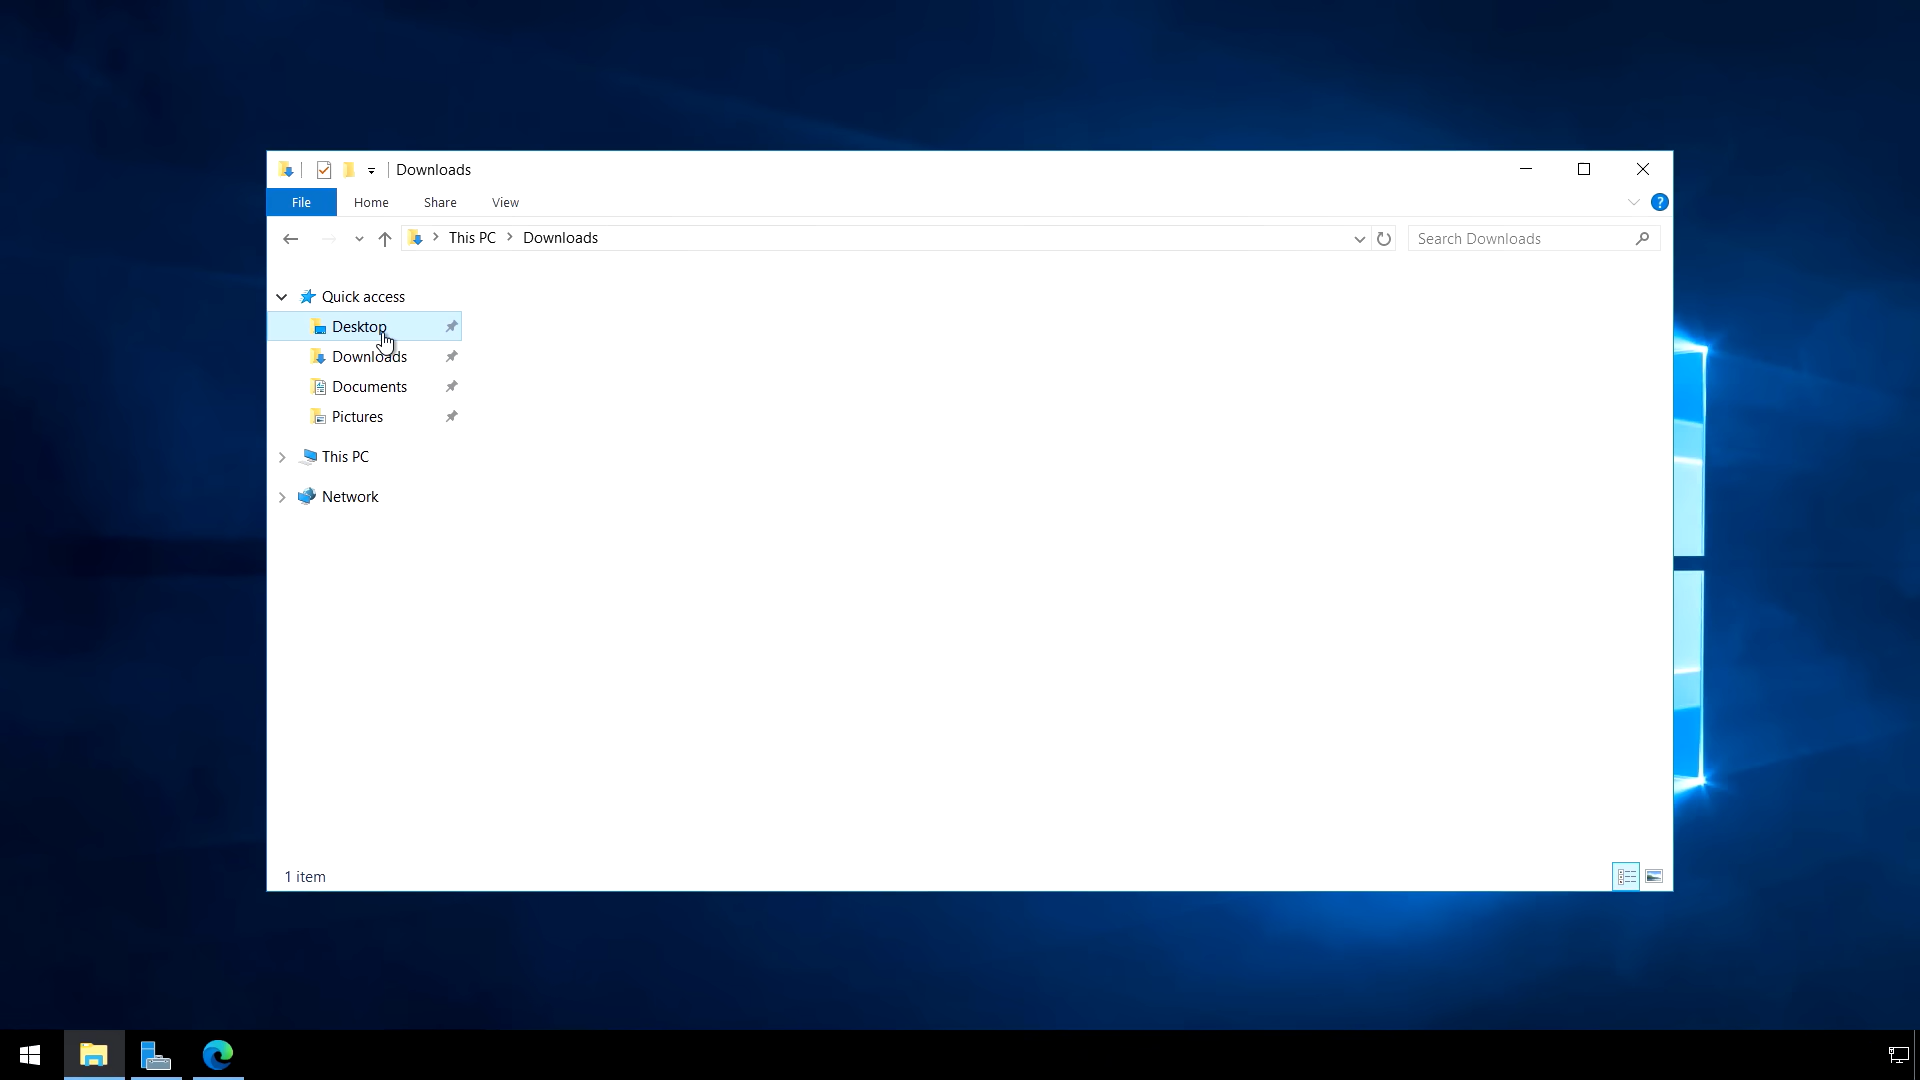 Downloads
File Home Share View
This PC Downloads
Search Downloads
Quick access
Desktop
Downloads
Documents
Pictures
This PC
Network
1 item